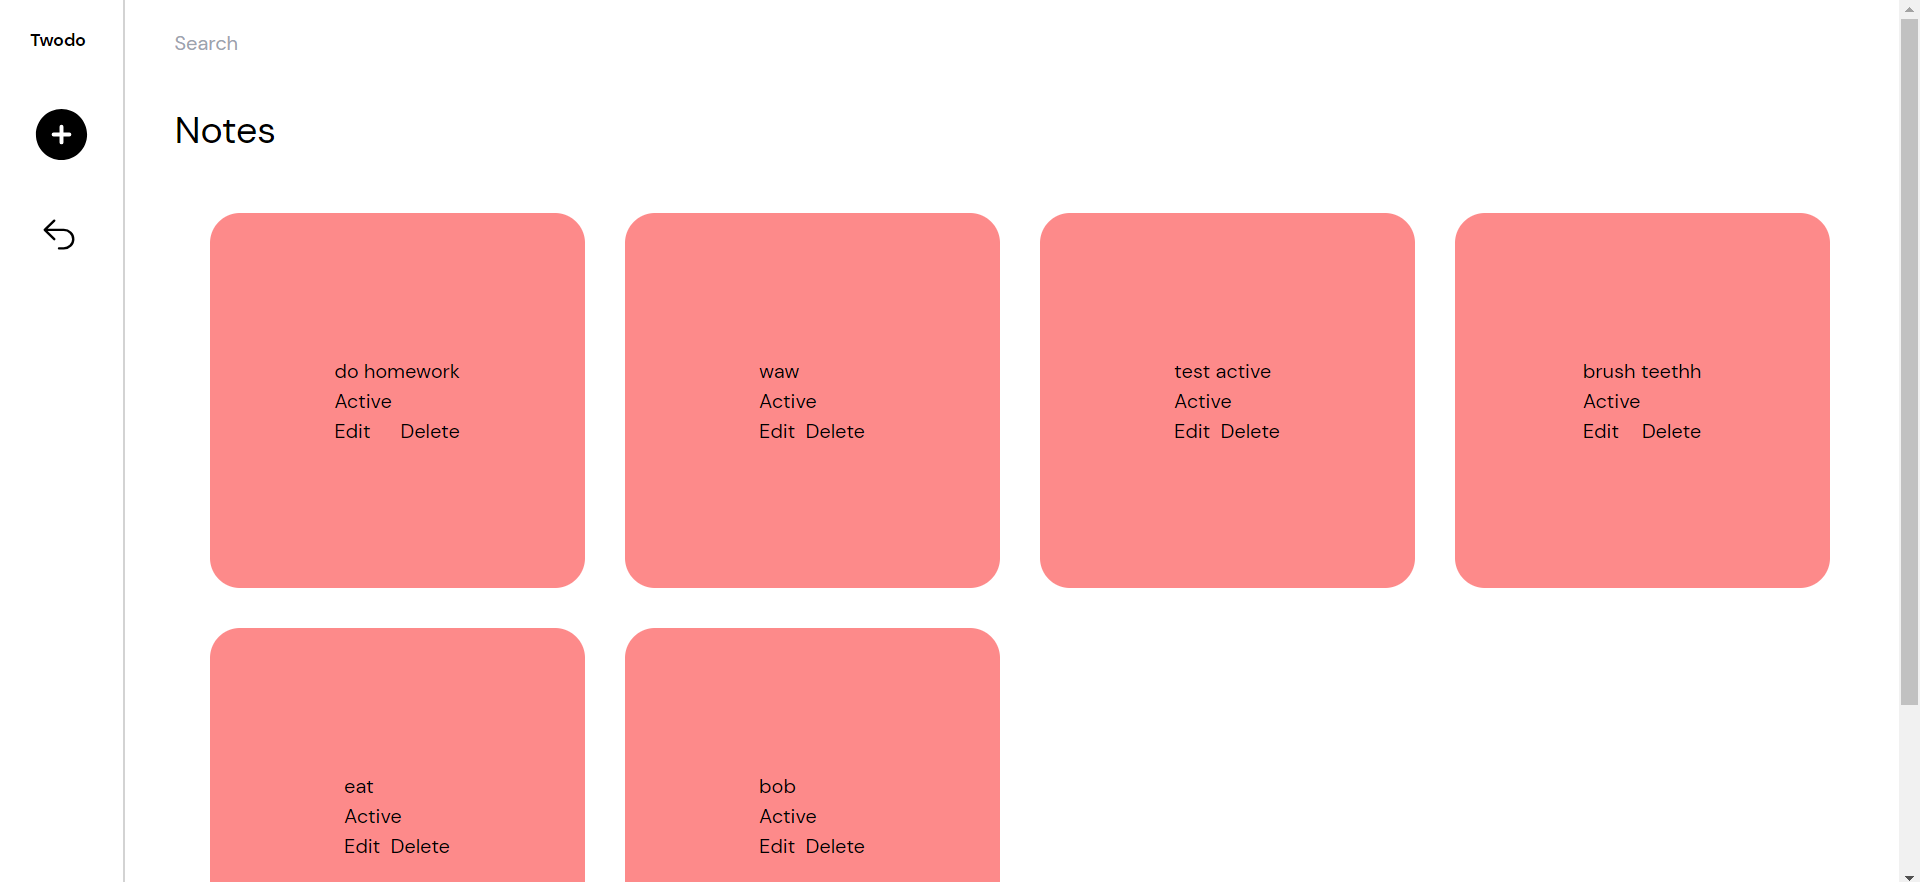 Twodo
Search
Notes
do homework
Active
Edit Delete
waw
Active
Edit Delete
test active
Active
Edit Delete
brush teethh
Active
Edit Delete
eat
Active
Edit Delete
bob
Active
Edit Delete